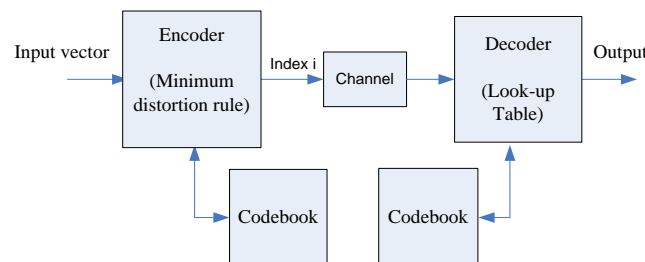 Input vector
Encoder
(Minimum
distortion rule)
Index i
Channel
Decoder
(Look-up
Table)
Output
Codebook
Codebook